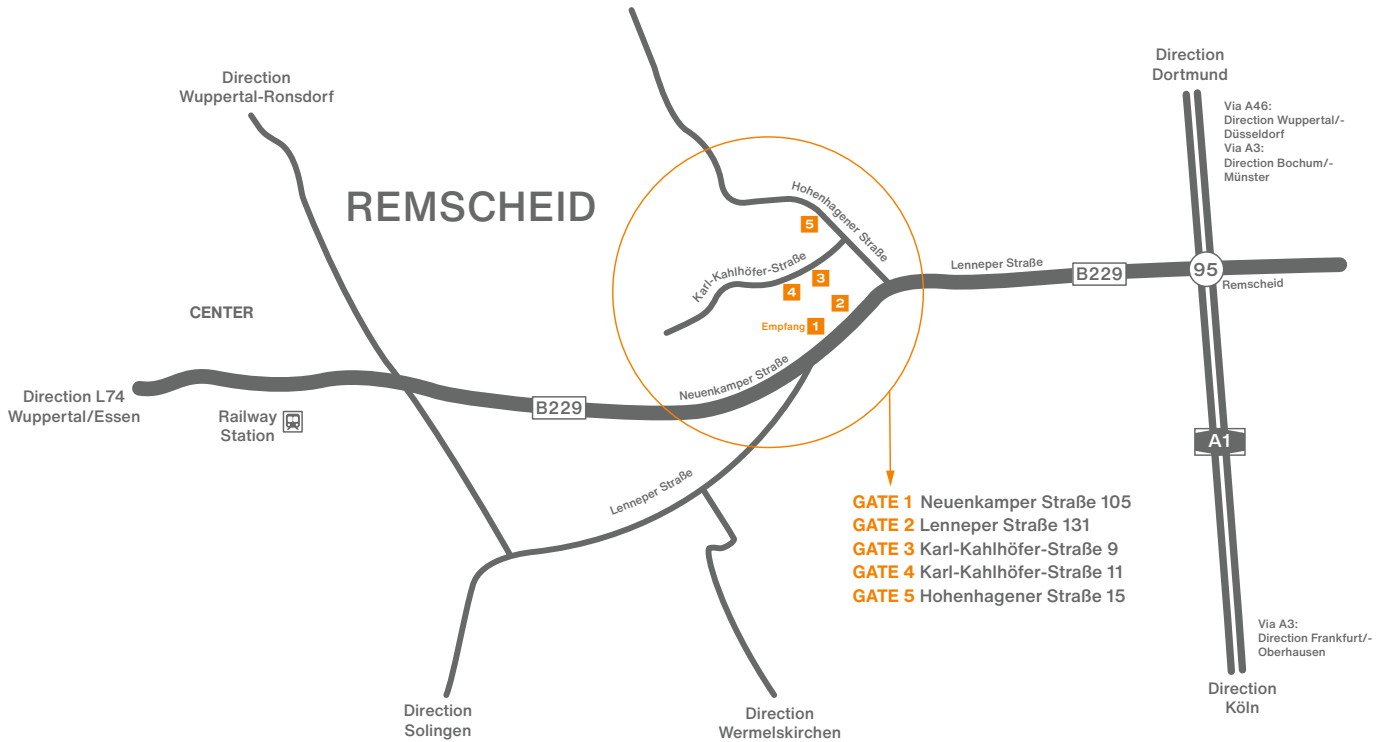 Direction
Dortmund
Via A46:
Direction Wuppertal/-
Düsseldorf
Via A3:
Direction Bochum/-
Münster
Direction
Wuppertal-Ronsdorf
REMSCHEID
Hohenhagener Straße
5
Karl-Kahlhöfer-Straße
3
4
2
Empfang 1
Lenneper Straße
B229
95
Remscheid
CENTER
Neuenkamper Straße
Direction L74
Wuppertal/Essen
Railway
Station
B229
A1
Lenneper Straße
GATE 1 Neuenkamper Straße 105
GATE 2 Lenneper Straße 131
GATE 3 Karl-Kahlhöfer-Straße 9
GATE 4 Karl-Kahlhöfer-Straße 11
GATE 5 Hohenhagener Straße 15
Via A3:
Direction Frankfurt/-
Oberhausen
Direction
Köln
Direction
Solingen
Direction
Wermelskirchen